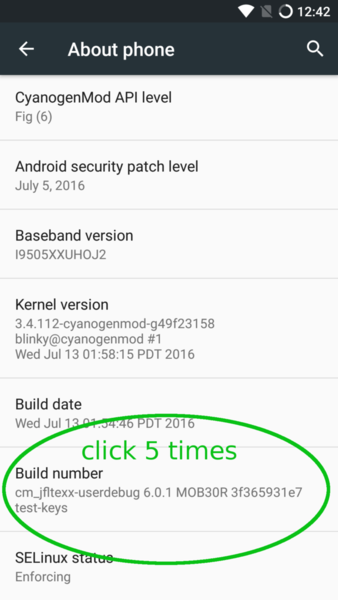 12:42
About phone
CyanogenMod API level
Fig (6)
Android security patch level
July 5, 2016
Baseband version
I9505XXUHOJ2
Kernel version
3.4.112-cyanogenmod-g49f23158
blinky@cyanogenmod #1
Wed Jul 13 01:58:15 PDT 2016
Build date
Wed Jul 13 01:54:46 PDT 2016
click 5 times
Build number
cm_jfltexx-userdebug 6.0.1 MOB30R 3f365931e7
test-keys
SELinux status
Enforcing